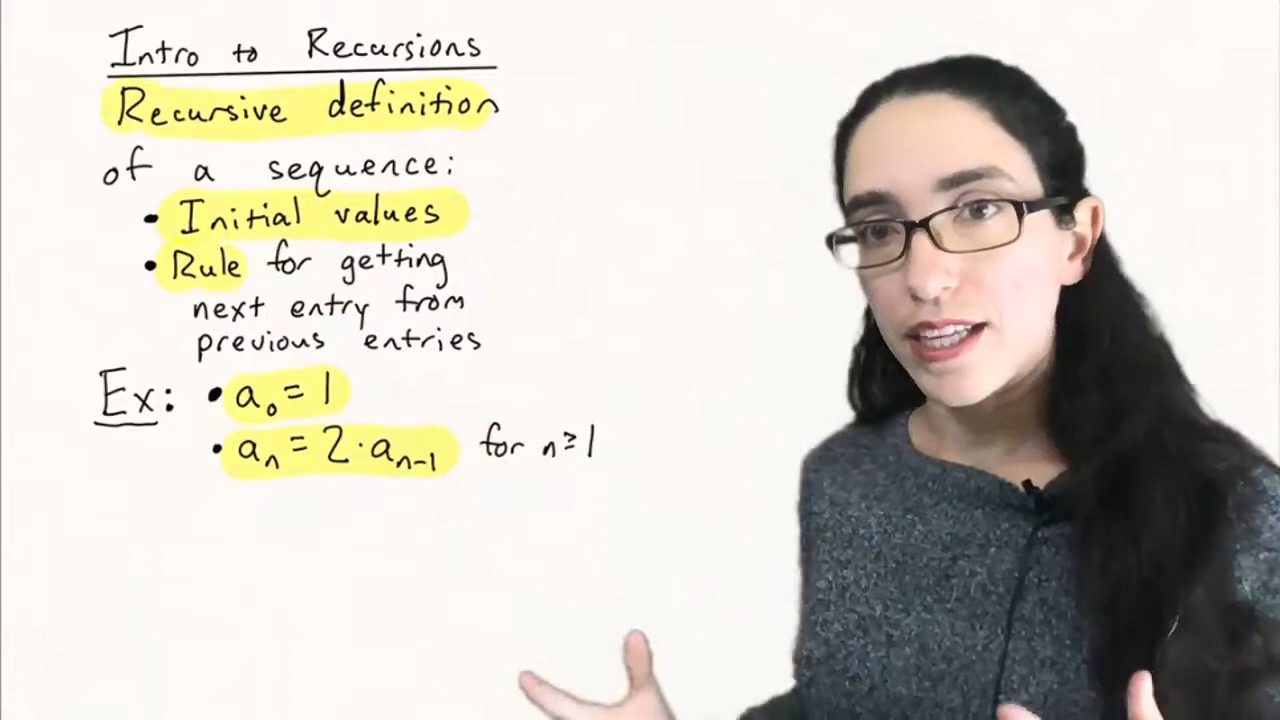 Intro to Recursions
Recursive definition
of a sequence:
• Initial values
• Rule for getting
next entry from
previous entries
Ex: • a₀ = 1
• aₙ = 2·aₙ₋₁ for n≥1